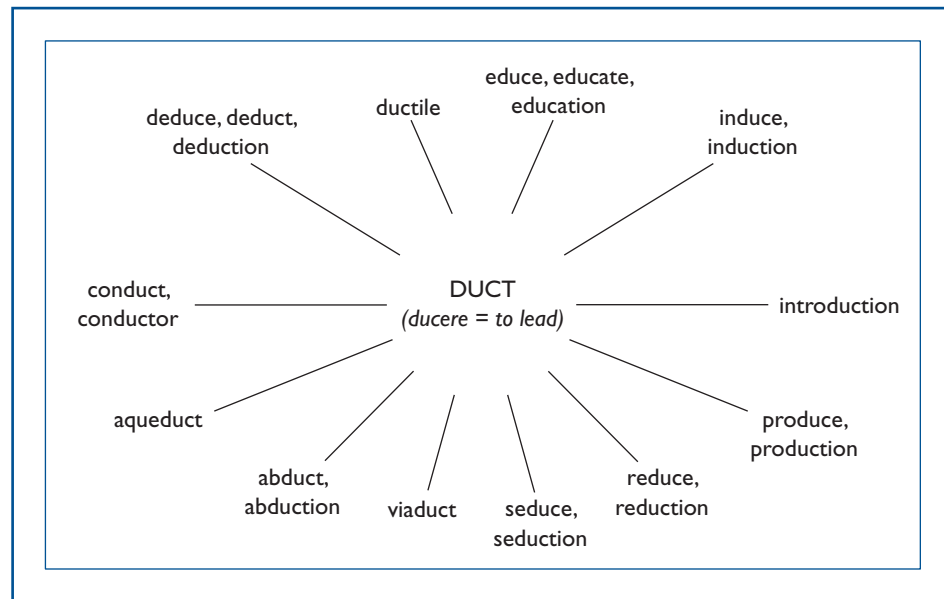 educe, educate,
education
ductile
deduce, deduct,
deduction
induce,
induction
DUCT
(ducere = to lead)
conduct,
conductor
introduction
aqueduct
produce,
production
abduct,
abduction
viaduct
seduce,
seduction
reduce,
reduction